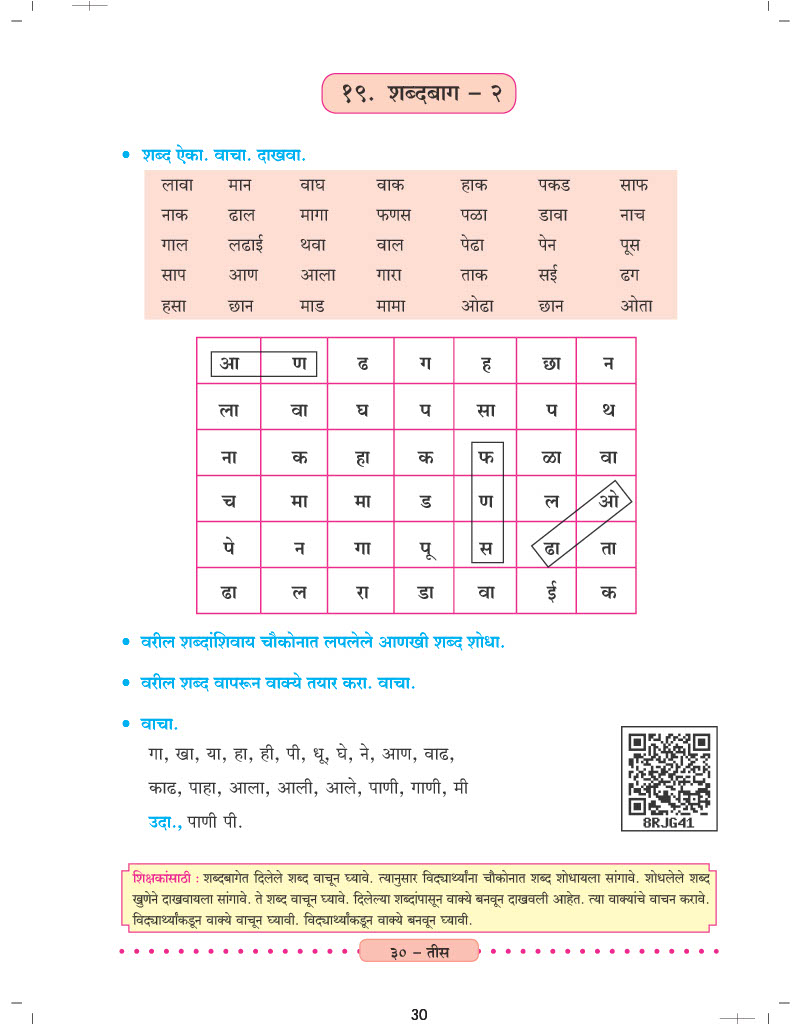 १९. शब्दबाग – २
• शब्द ऐका. वाचा. दाखवा.
लावा मान वाघ वाक हाक पकड साफ
नाक ढाल मागा फणस पळा डावा नाच
गाल लढाई थवा वाल पेढा पेन पूस
साप आण आला गारा ताक सई ढग
हसा छान माड मामा ओढा छान ओता
आ ण ढ ग ह छा न
ला वा घ प सा प थ
ना क हा क फ ळा वा
च मा मा ड ण ल ओ
पे न गा पू स ढा ता
ढा ल रा डा वा ई क
• वरील शब्दांशिवाय चौकोनात लपलेले आणखी शब्द शोधा.
• वरील शब्द वापरून वाक्ये तयार करा. वाचा.
• वाचा.
गा, खा, या, हा, ही, पी, धू, घे, ने, आण, वाढ,
काढ, पाहा, आला, आली, आले, पाणी, गाणी, मी
उदा., पाणी पी.
8RJG41
शिक्षकांसाठी : शब्दबागेत दिलेले शब्द वाचून घ्यावे. त्यानुसार विद्यार्थ्यांना चौकोनात शब्द शोधायला सांगावे. शोधलेले शब्द
खुणेने दाखवायला सांगावे. ते शब्द वाचून घ्यावे. दिलेल्या शब्दांपासून वाक्ये बनवून दाखवली आहेत. त्या वाक्यांचे वाचन करावे.
विद्यार्थ्यांकडून वाक्ये वाचून घ्यावी. विद्यार्थ्यांकडून वाक्ये बनवून घ्यावी.
३० – तीस
30